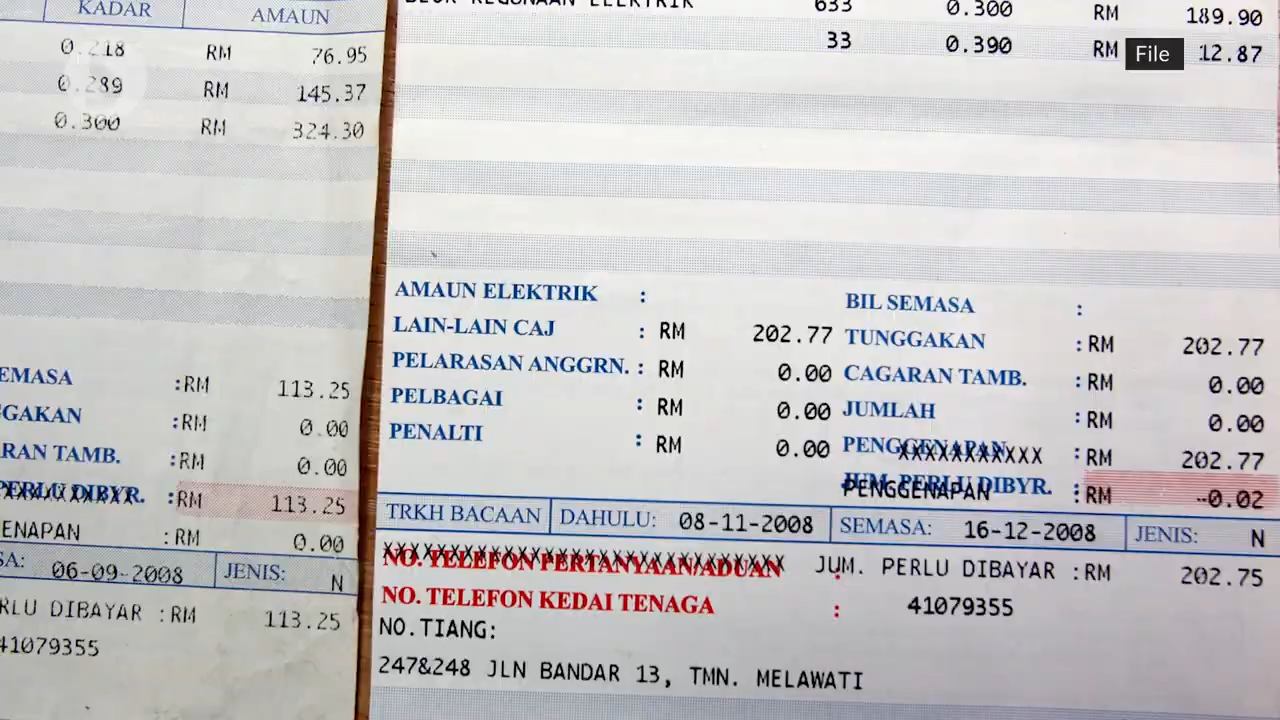 KADAR AMAUN
0.218 RM 76.95
0.289 RM 145.37
0.300 RM 324.30
EMASA :RM 113.25
GAKAN :RM 0.00
RAN TAMB. :RM 0.00
PERLU DIBYR. :RM 113.25
ENAPAN :RM 0.00
SA: 06-09-2008 JENIS: N
RLU DIBAYAR :RM 113.25
41079355
633 0.300 RM 189.90
33 0.390 RM 12.87
File
AMAUN ELEKTRIK : BIL SEMASA :
LAIN-LAIN CAJ : RM 202.77 TUNGGAKAN : RM 202.77
PELARASAN ANGGRN. : RM 0.00 CAGARAN TAMB. : RM 0.00
PELBAGAI : RM 0.00 JUMLAH : RM 0.00
PENALTI : RM 0.00 PENGGENAPAN XXXXXXXXXXX : RM 202.77
JUM. PERLU DIBYR. PENGGENAPAN : RM -0.02
TRKH BACAAN DAHULU: 08-11-2008 SEMASA: 16-12-2008 JENIS: N
NO. TELEFON PERTANYAAN/ADUAN : JUM. PERLU DIBAYAR :RM 202.75
NO. TELEFON KEDAI TENAGA : 41079355
NO.TIANG:
247&248 JLN BANDAR 13, TMN. MELAWATI